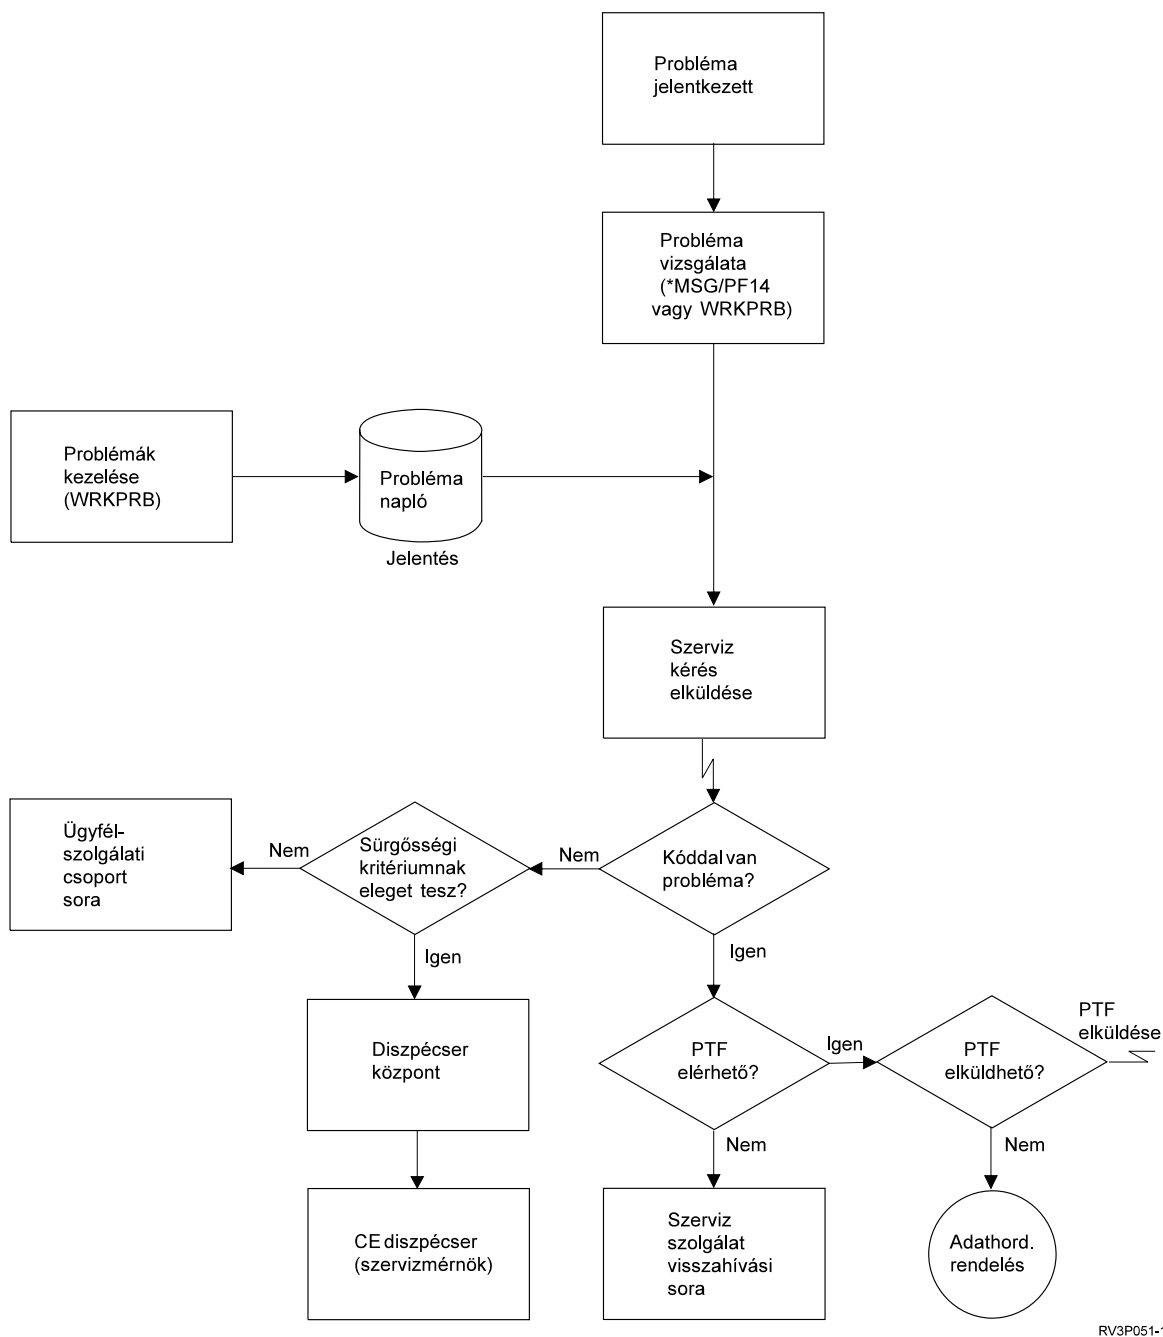 Probléma
jelentkezett
Probléma
vizsgálata
(*MSG/PF14
vagy WRKPRB)
Problémák
kezelése
(WRKPRB)
Probléma
napló
Jelentés
Szerviz
kérés
elküldése
Ügyfél-
szolgálati
csoport
sora
Nem
Sürgősségi
kritériumnak
eleget tesz?
Nem
Kóddal van
probléma?
Igen
Igen
Diszpécser
központ
PTF
elérhető?
Igen
PTF
elküldhető?
PTF
elküldése
Nem
Nem
CE diszpécser
(szervizmérnök)
Szerviz
szolgálat
visszahívási
sora
Adathord.
rendelés